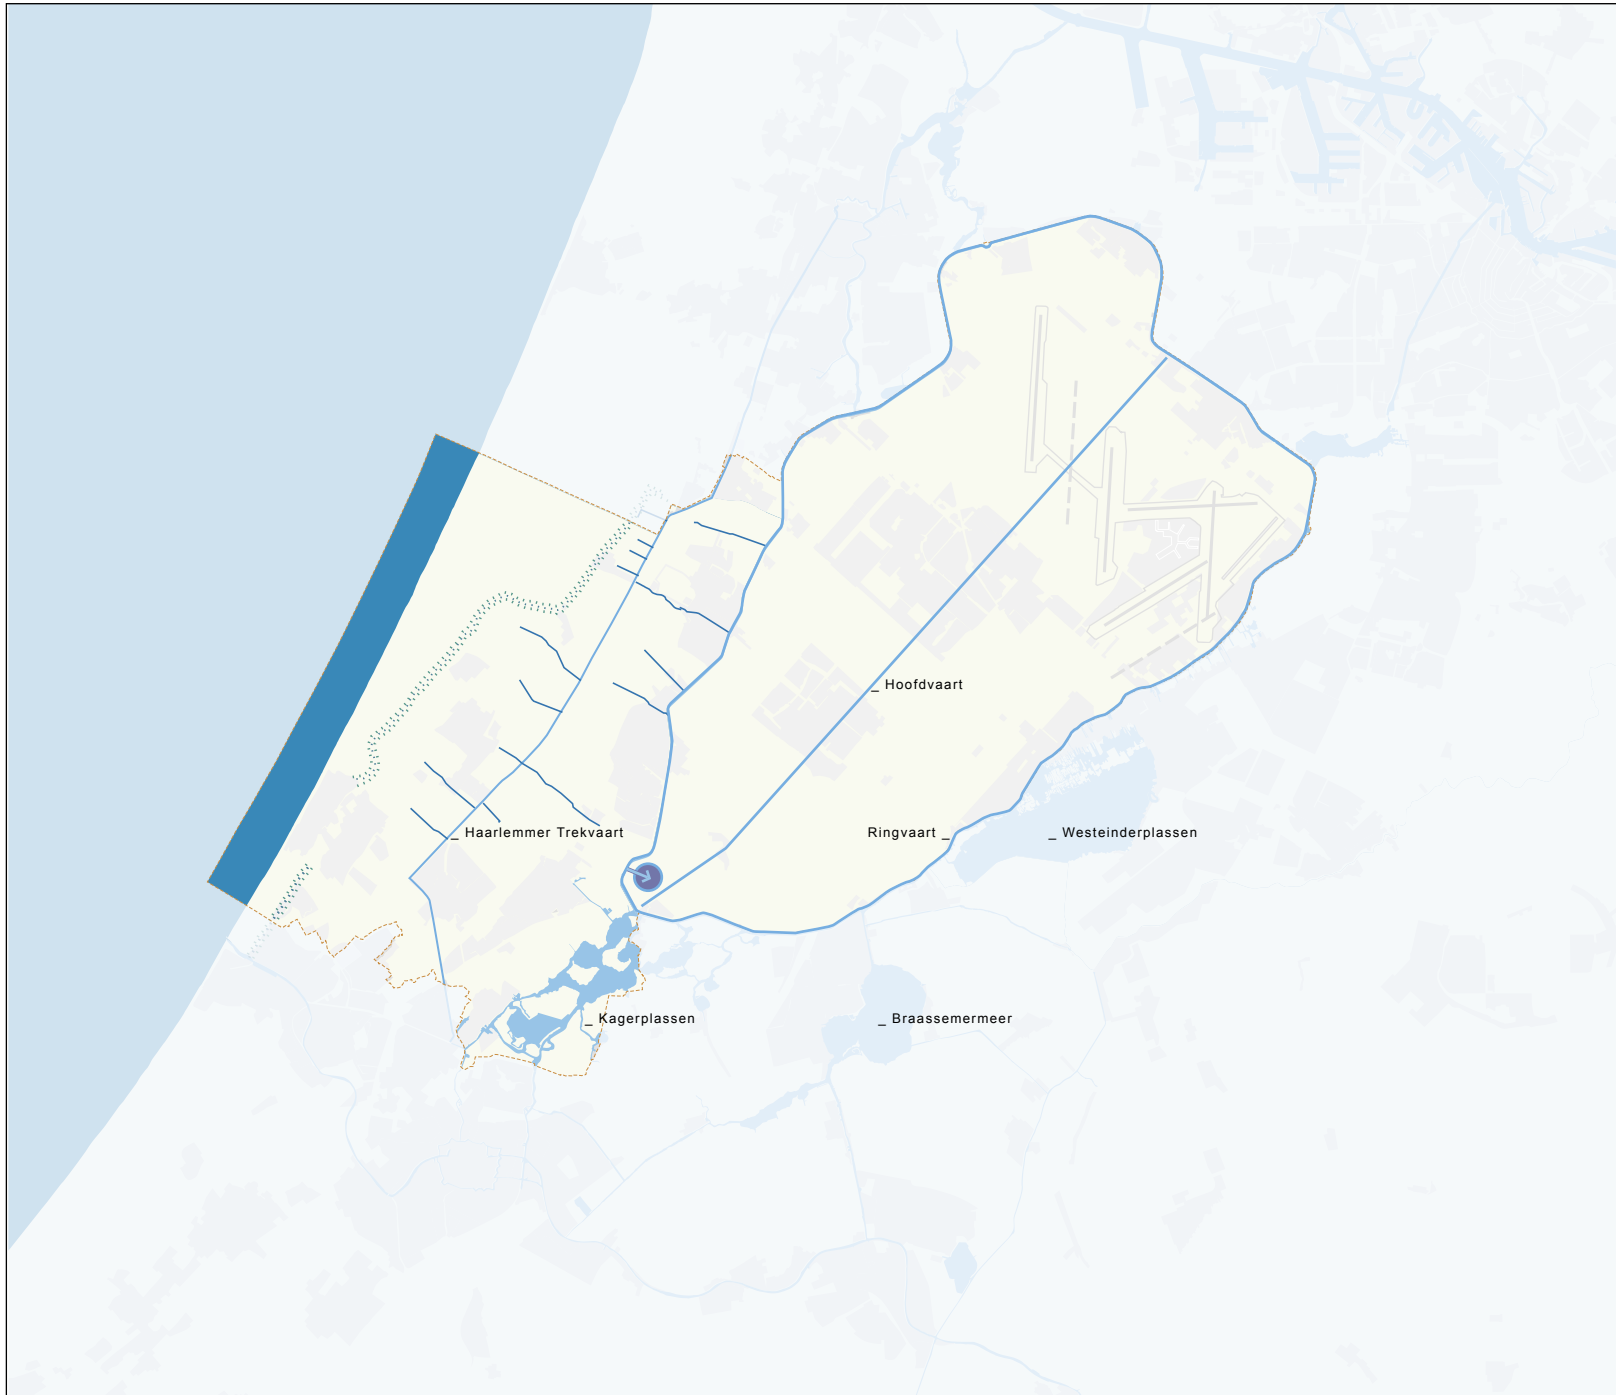 _ Hoofdvaart
_ Haarlemmer Trekvaart
Ringvaart _
_ Westeinderplassen
_ Kagerplassen
_ Braassemermeer